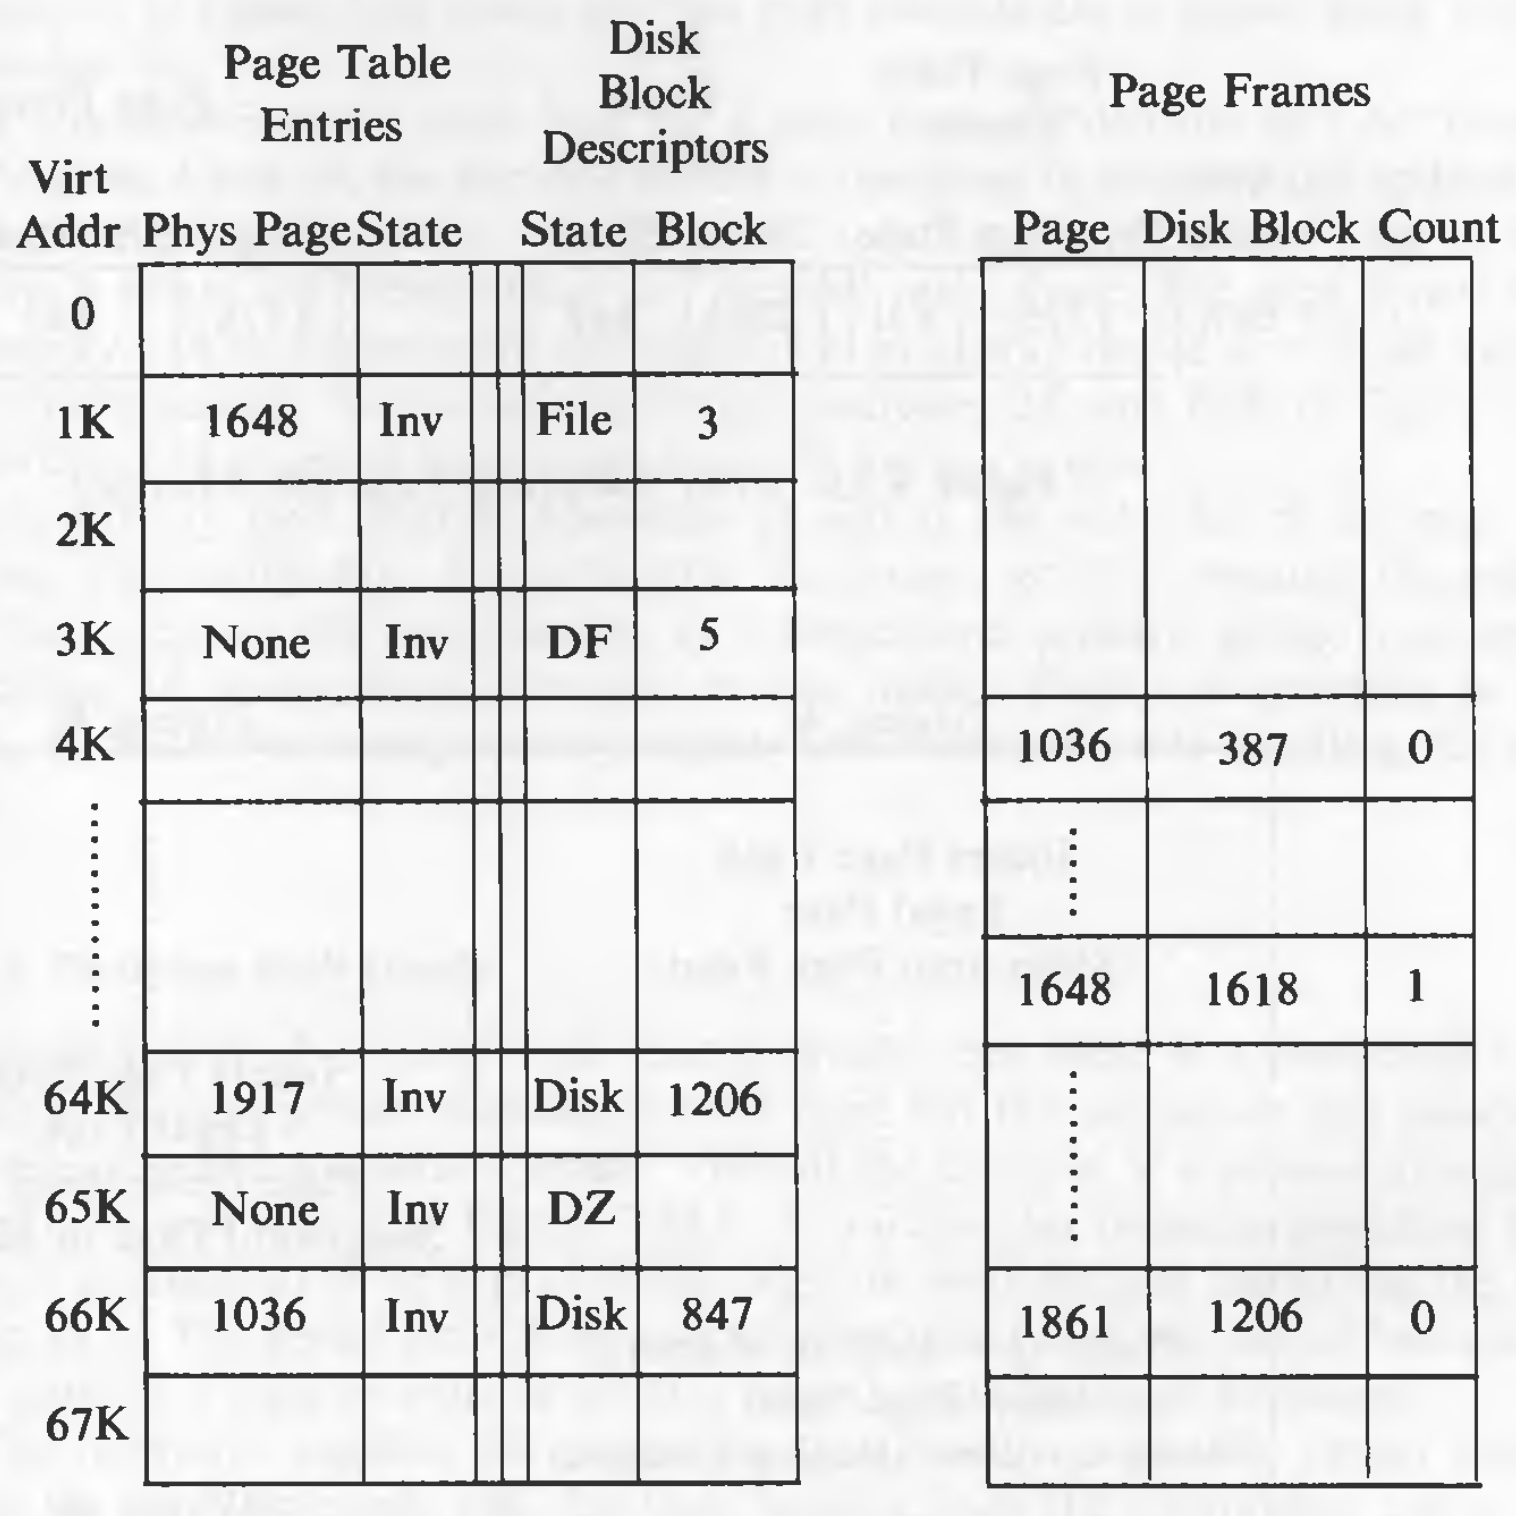 Page Table
Entries
Disk
Block
Descriptors
Page Frames
Virt
Addr Phys Page State State Block
Page Disk Block Count
0
1K 1648 Inv File 3
2K
3K None Inv DF 5
4K
1036 387 0
1648 1618 1
64K 1917 Inv Disk 1206
65K None Inv DZ
66K 1036 Inv Disk 847
1861 1206 0
67K